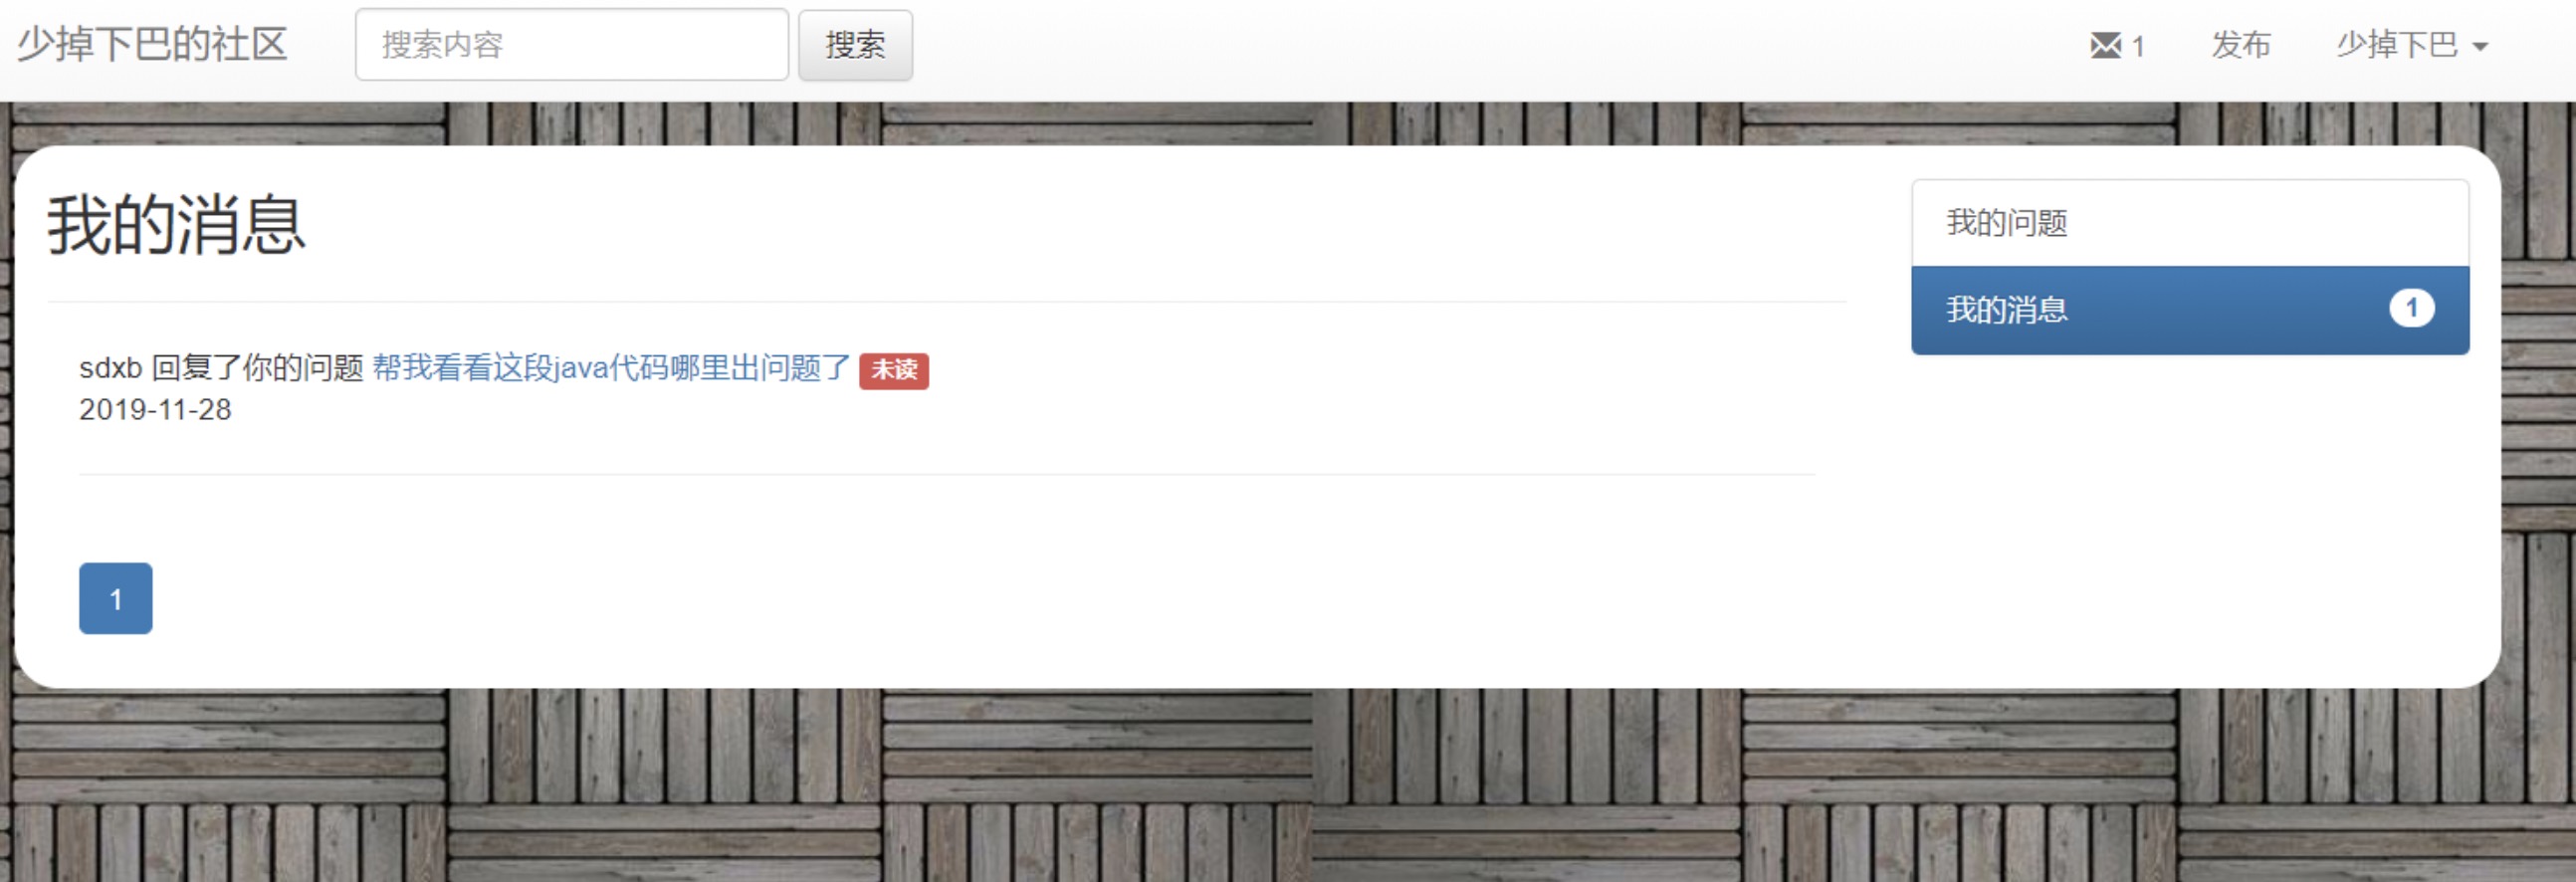 少掉下巴的社区 搜索内容 搜索 1 发布 少掉下巴
我的消息
sdxb 回复了你的问题 帮我看看这段java代码哪里出问题了 未读
2019-11-28
1
我的问题
我的消息 1